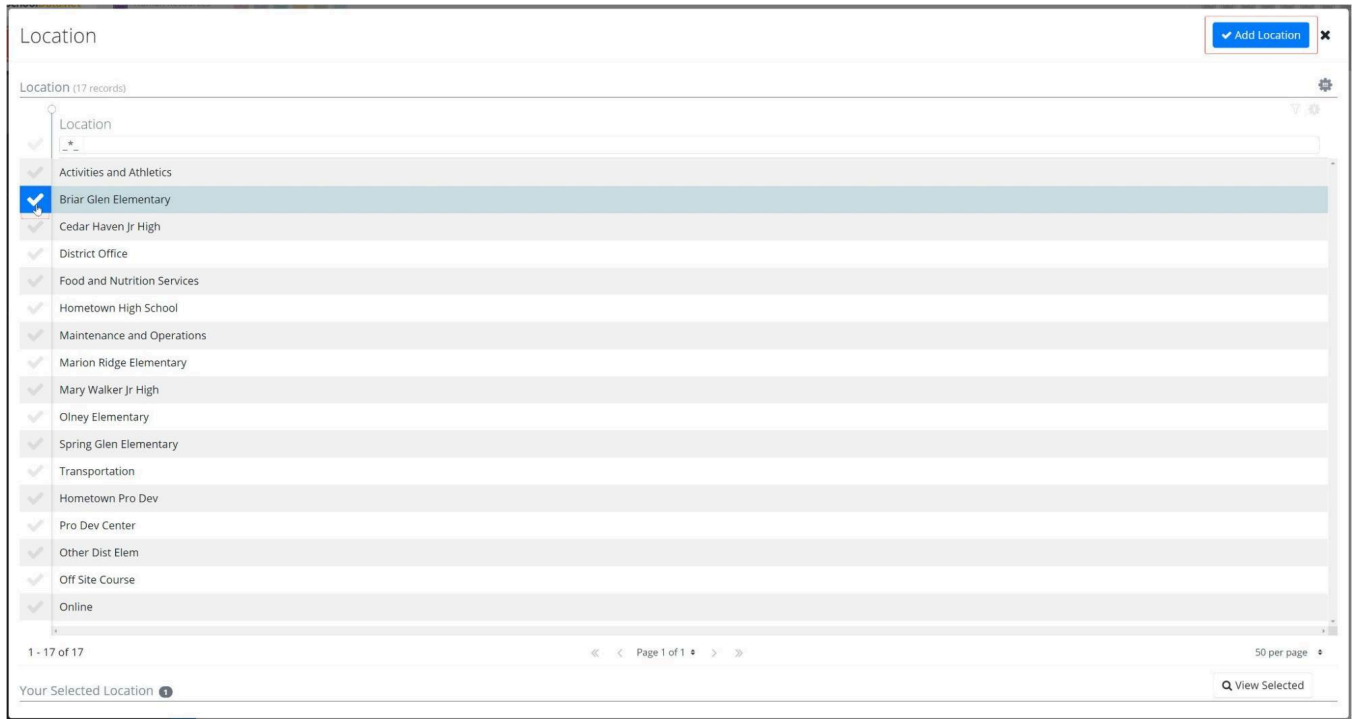 Location
Add Location
Location (17 records)
Location
_*_
Activities and Athletics
Briar Glen Elementary
Cedar Haven Jr High
District Office
Food and Nutrition Services
Hometown High School
Maintenance and Operations
Marion Ridge Elementary
Mary Walker Jr High
Olney Elementary
Spring Glen Elementary
Transportation
Hometown Pro Dev
Pro Dev Center
Other Dist Elem
Off Site Course
Online
1 - 17 of 17
Page 1 of 1
50 per page
Your Selected Location 1
View Selected